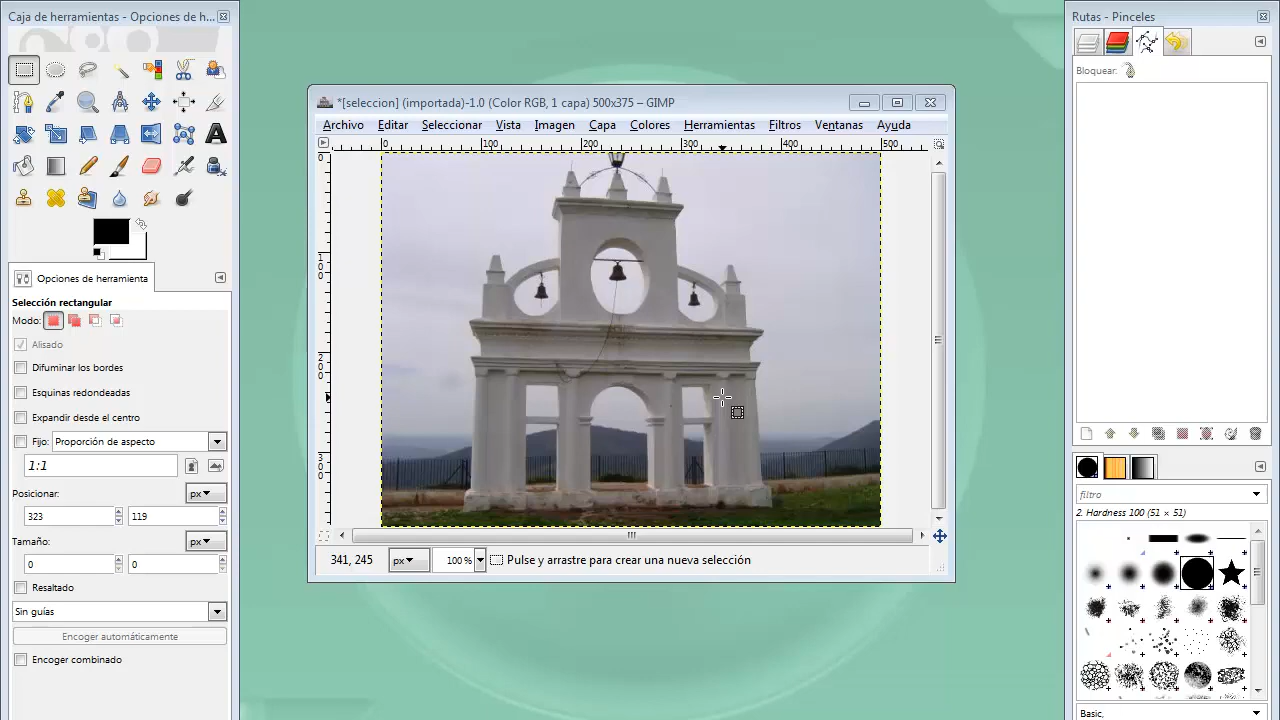 Caja de herramientas - Opciones de h...
Opciones de herramienta
Selección rectangular
Modo:
Alisado
Difuminar los bordes
Esquinas redondeadas
Expandir desde el centro
Fijo: Proporción de aspecto
1:1
Posicionar: px
323 119
Tamaño: px
0 0
Resaltado
Sin guías
Encoger automáticamente
Encoger combinado
*[seleccion] (importada)-1.0 (Color RGB, 1 capa) 500x375 – GIMP
Archivo Editar Seleccionar Vista Imagen Capa Colores Herramientas Filtros Ventanas Ayuda
0 100 200 300 400 500
0
100
200
300
341, 245 px 100 % Pulse y arrastre para crear una nueva selección
Rutas - Pinceles
Bloquear:
filtro
2. Hardness 100 (51 × 51)
Basic,